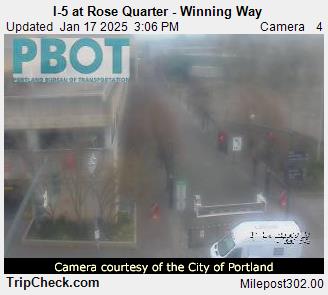 I-5 at Rose Quarter - Winning Way
Updated Jan 17 2025 3:06 PM Camera 4
PBOT
PORTLAND BUREAU OF TRANSPORTATION
Camera courtesy of the City of Portland
TripCheck.com Milepost302.00